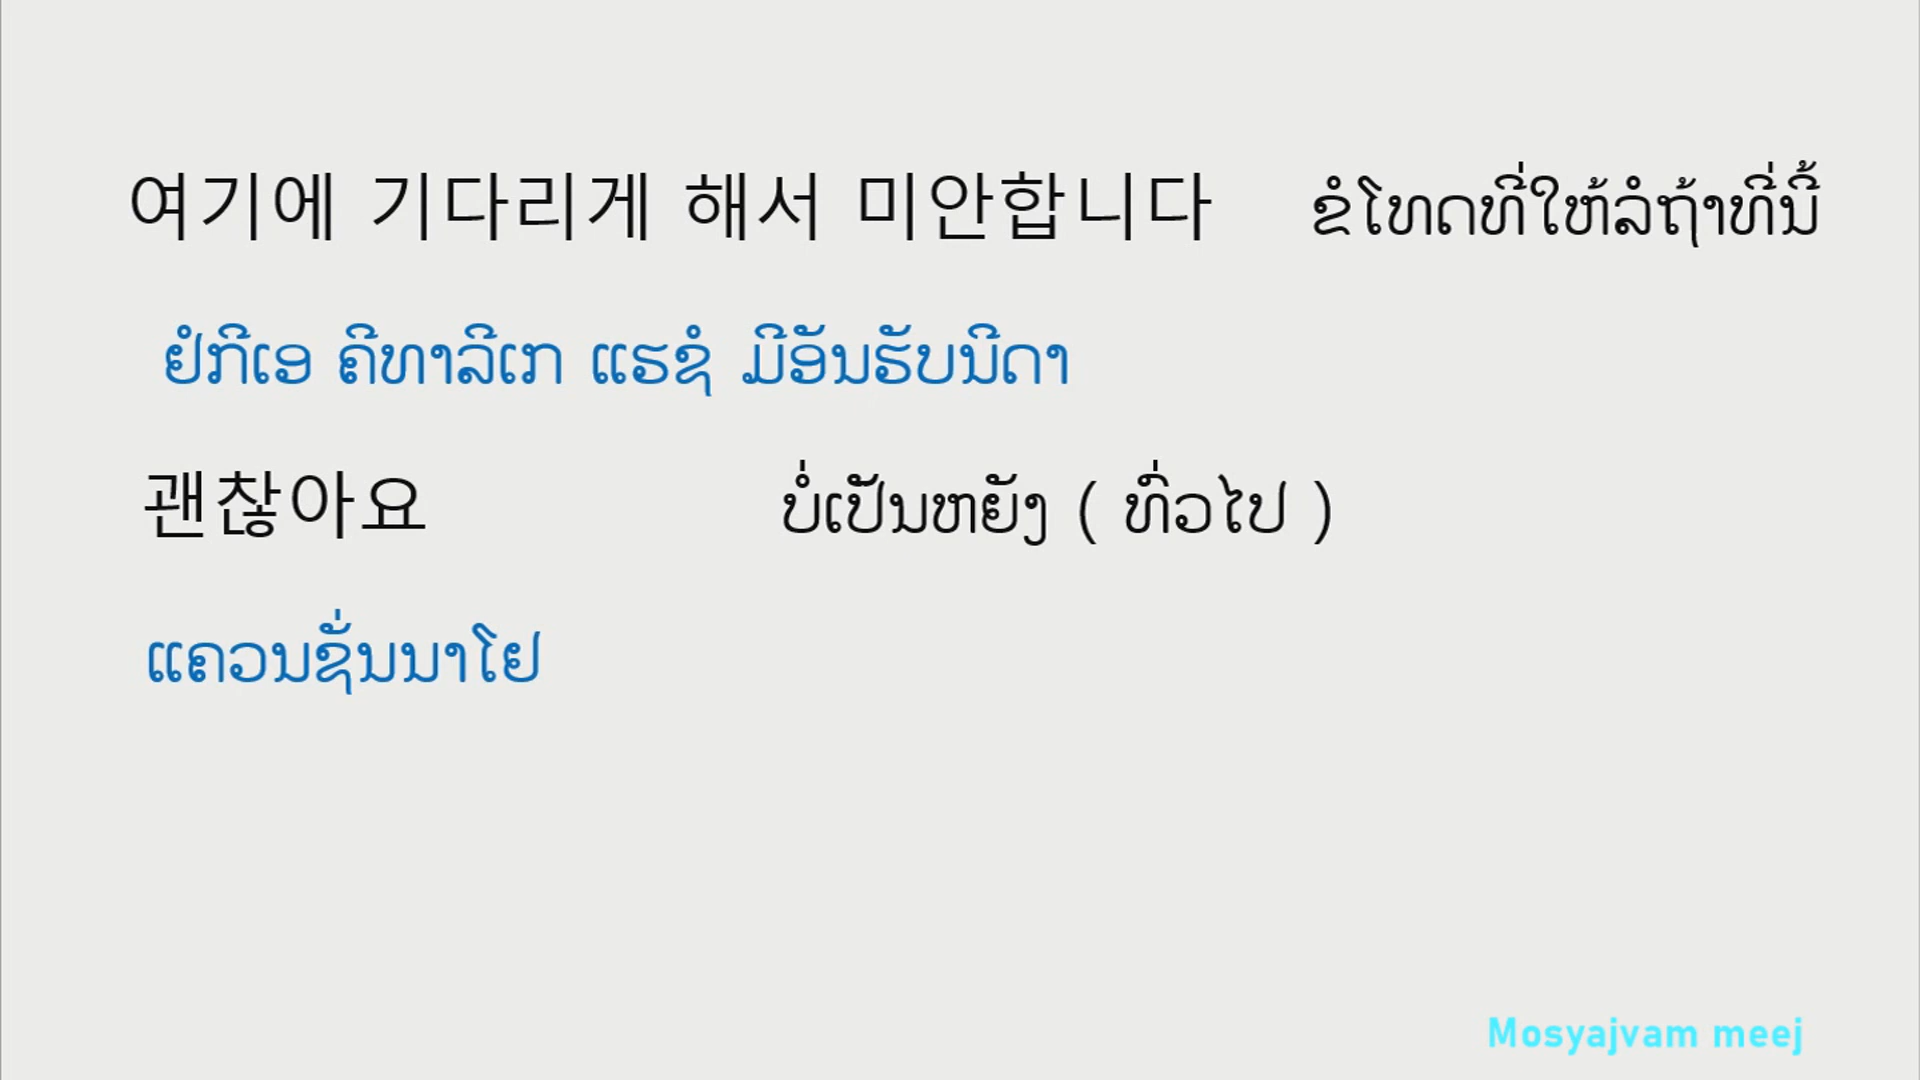 여기에 기다리게 해서 미안합니다 ຂໍໂທດທີ່ໃຫ້ລໍຖ້າທີ່ນີ້
ຢໍກີເອ ຄີທາລີເກ ແຮຊໍ ມີອັນຮັບນີດາ
괜찮아요 ບໍ່ເປັນຫຍັງ ( ທົ່ວໄປ )
ແຄວນຊັ່ນນາໂຢ
Mosyajvam meej